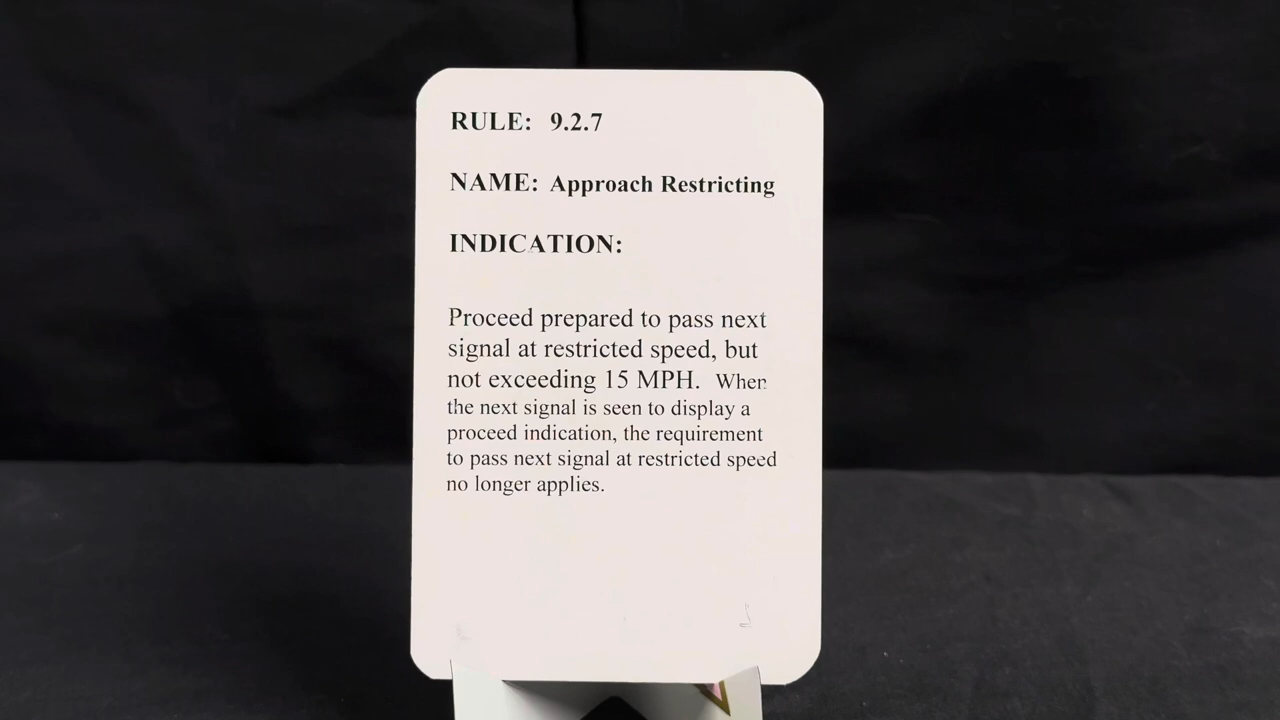 RULE: 9.2.7
NAME: Approach Restricting
INDICATION:
Proceed prepared to pass next
signal at restricted speed, but
not exceeding 15 MPH. When
the next signal is seen to display a
proceed indication, the requirement
to pass next signal at restricted speed
no longer applies.